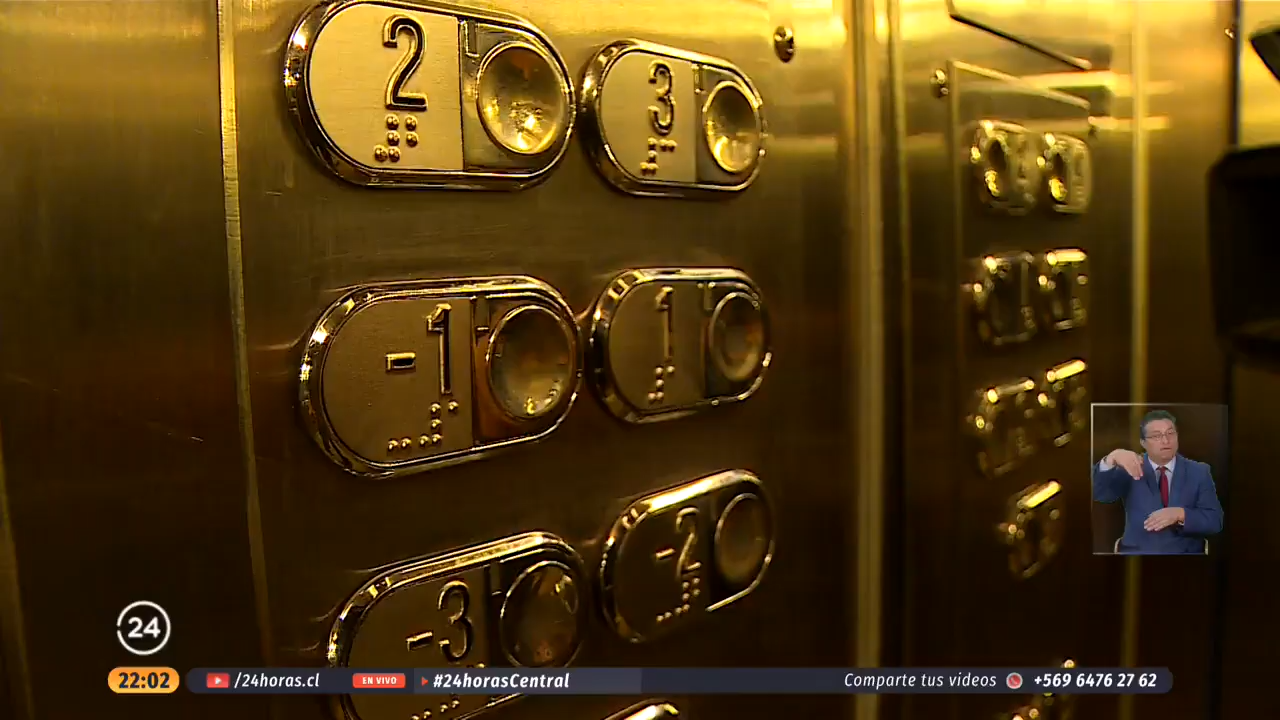 2
3
-1
1
-2
-3
24
22:02
/24horas.cl
EN VIVO
#24horasCentral
Comparte tus videos
+569 6476 27 62